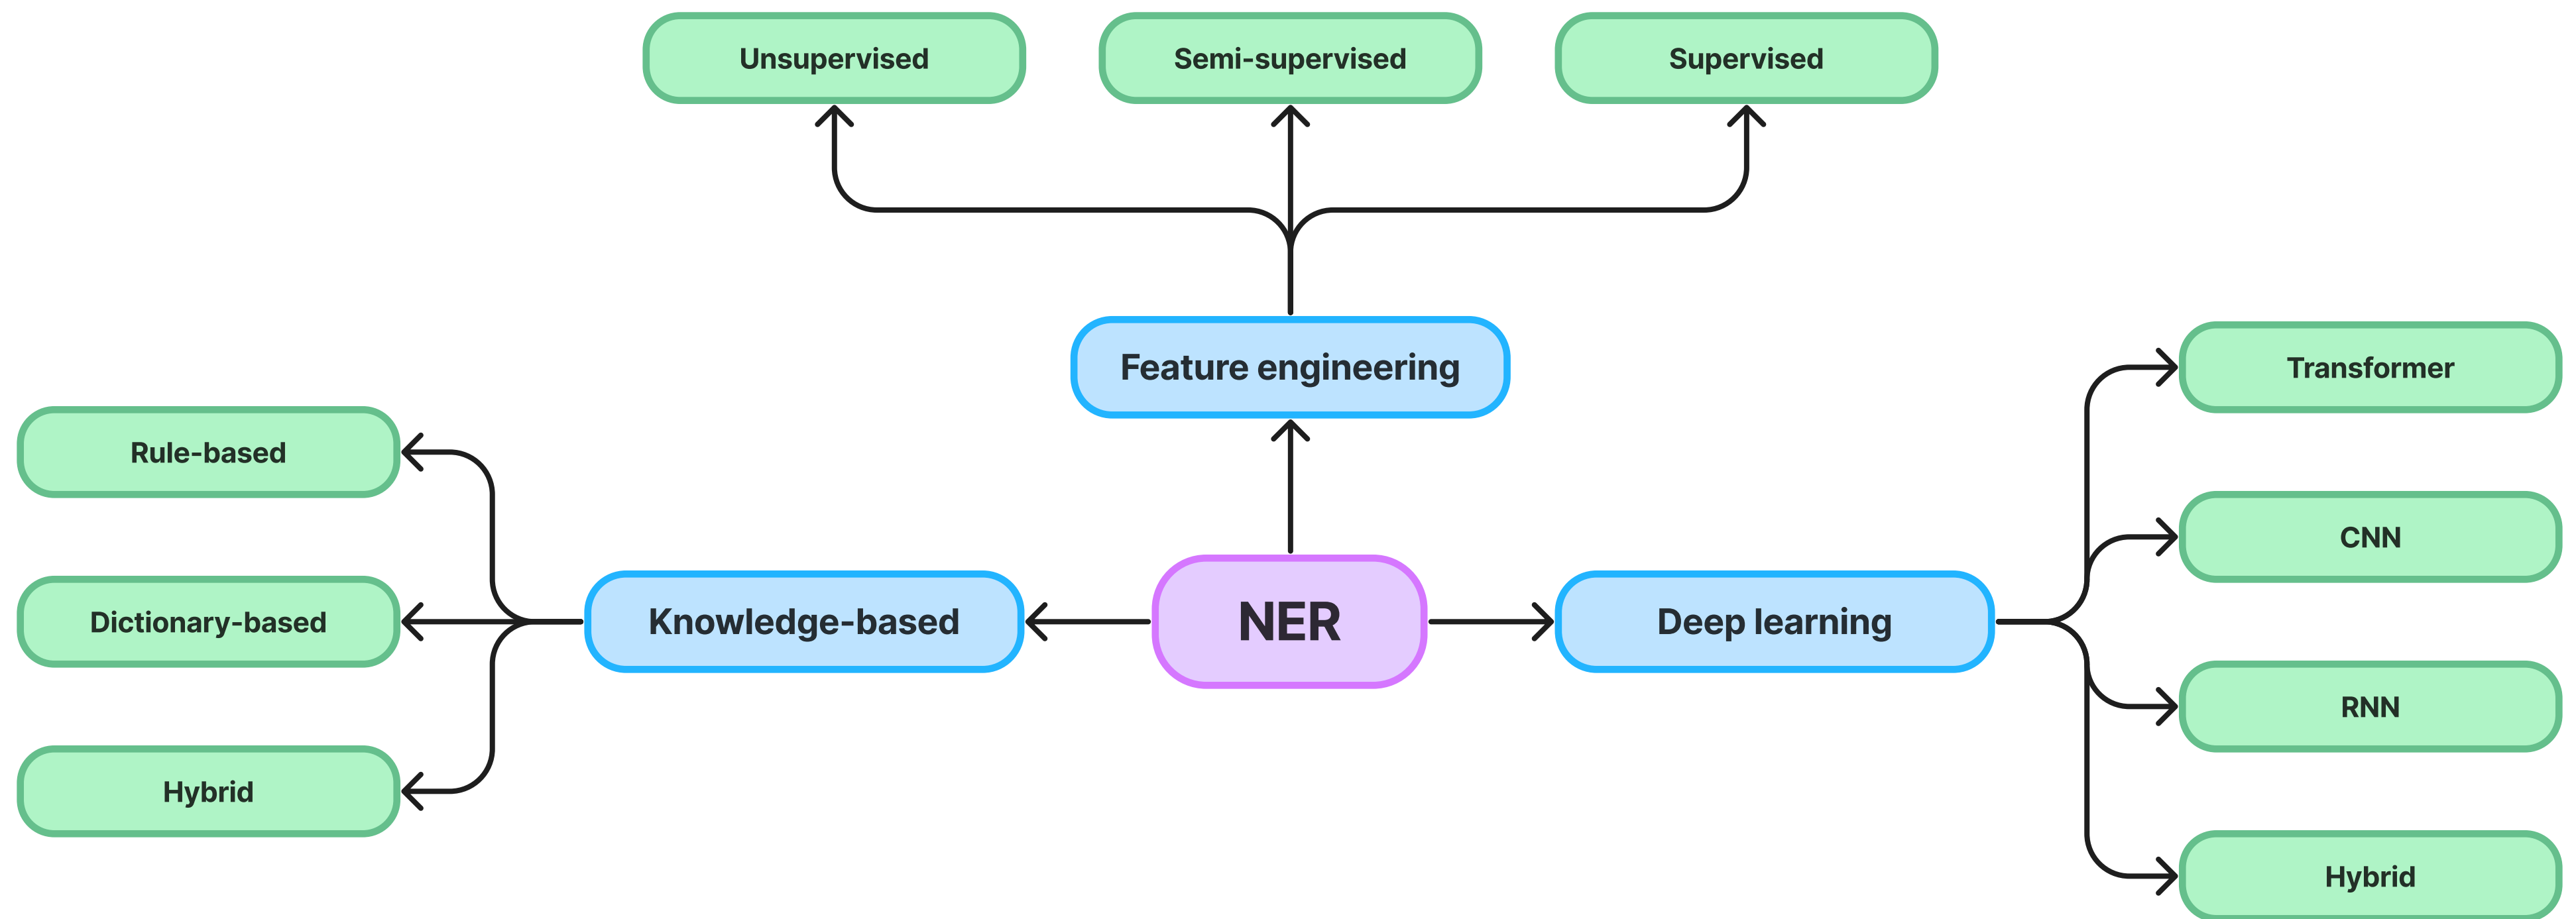 Unsupervised
Semi-supervised
Supervised
Feature engineering
Transformer
Rule-based
CNN
Dictionary-based
Knowledge-based
NER
Deep learning
RNN
Hybrid
Hybrid